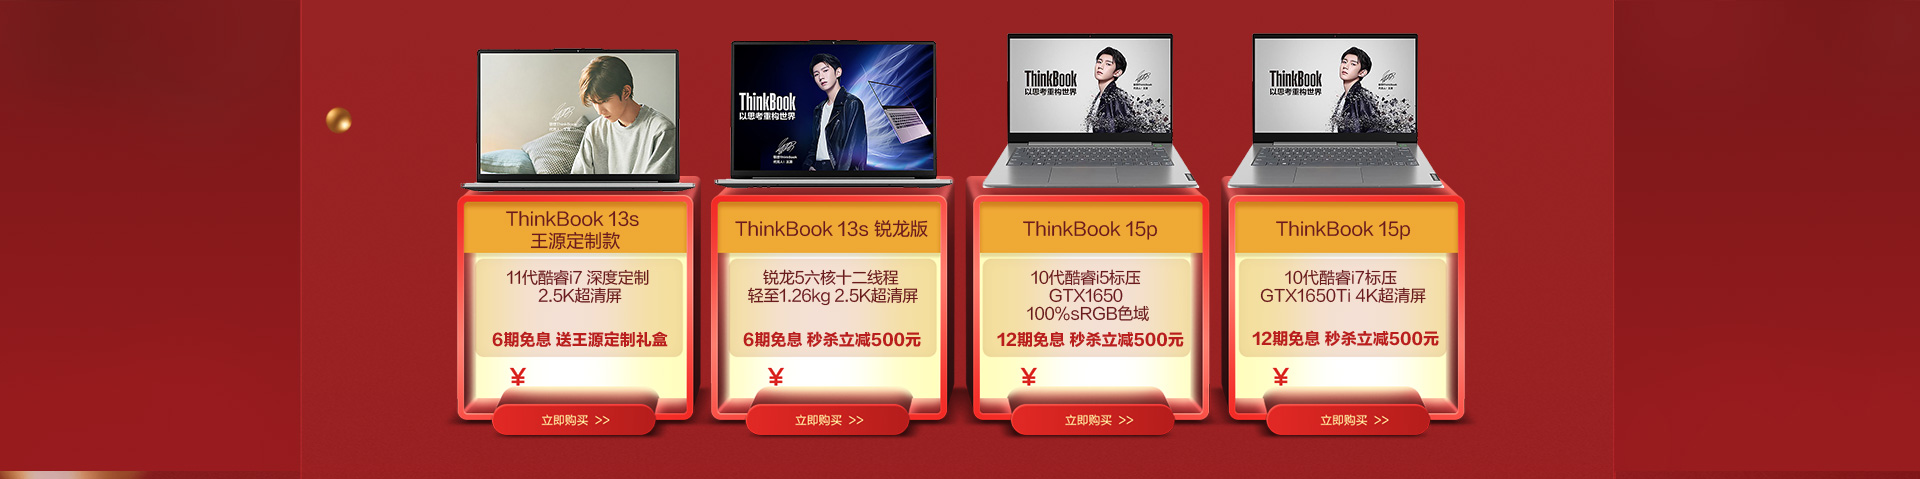 ThinkBook
以思考重构世界
ThinkBook
以思考重构世界
ThinkBook
以思考重构世界
ThinkBook 13s
王源定制款
11代酷睿i7 深度定制
2.5K超清屏
6期免息 送王源定制礼盒
¥
立即购买 >>
ThinkBook 13s 锐龙版
锐龙5六核十二线程
轻至1.26kg 2.5K超清屏
6期免息 秒杀立减500元
¥
立即购买 >>
ThinkBook 15p
10代酷睿i5标压
GTX1650
100%sRGB色域
12期免息 秒杀立减500元
¥
立即购买 >>
ThinkBook 15p
10代酷睿i7标压
GTX1650Ti 4K超清屏
12期免息 秒杀立减500元
¥
立即购买 >>